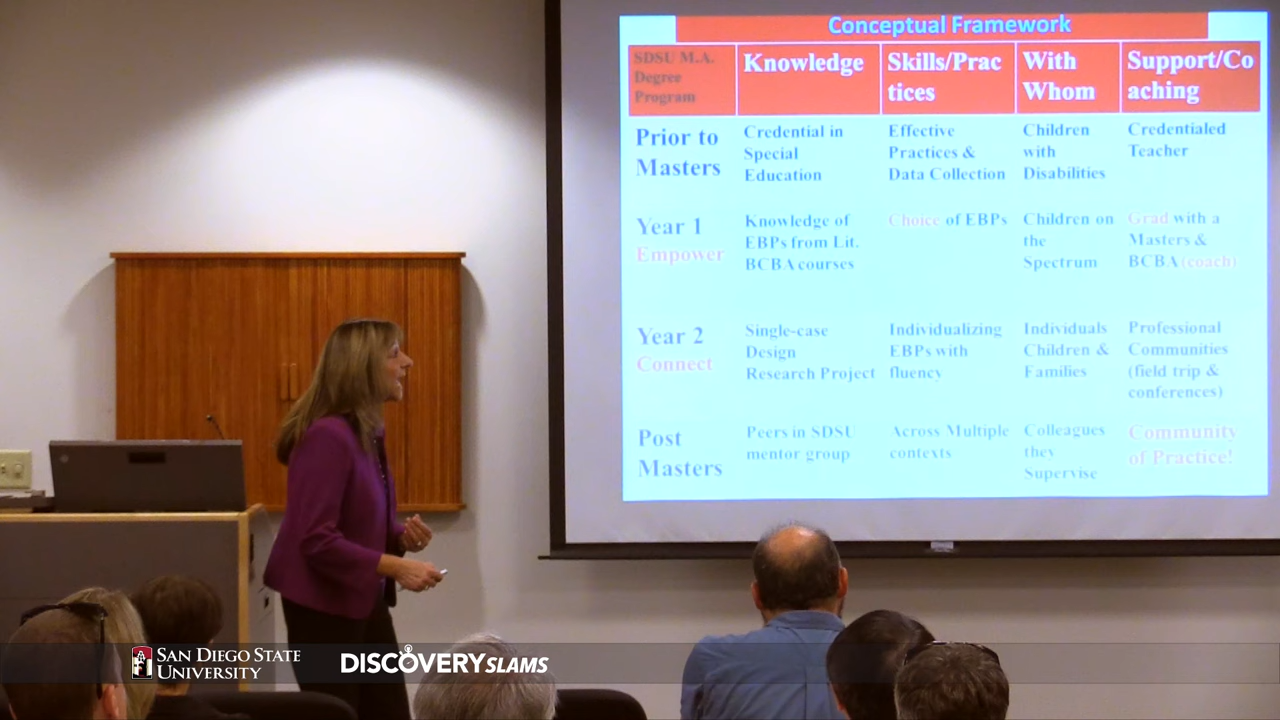 Conceptual Framework
SDSU M.A.
Degree
Program
Knowledge
Skills/Prac
tices
With
Whom
Support/Co
aching
Prior to
Masters
Credential in
Special
Education
Effective
Practices &
Data Collection
Children
with
Disabilities
Credentialed
Teacher
Year 1
Empower
Knowledge of
EBPs from Lit.
BCBA courses
Choice of EBPs
Children on
the
Spectrum
Grad with a
Masters &
BCBA (coach)
Year 2
Connect
Single-case
Design
Research Project
Individualizing
EBPs with
fluency
Individuals
Children &
Families
Professional
Communities
(field trip &
conferences)
Post
Masters
Peers in SDSU
mentor group
Across Multiple
contexts
Colleagues
they
Supervise
Community
of Practice!
SAN DIEGO STATE
UNIVERSITY
DISCOVERY SLAMS